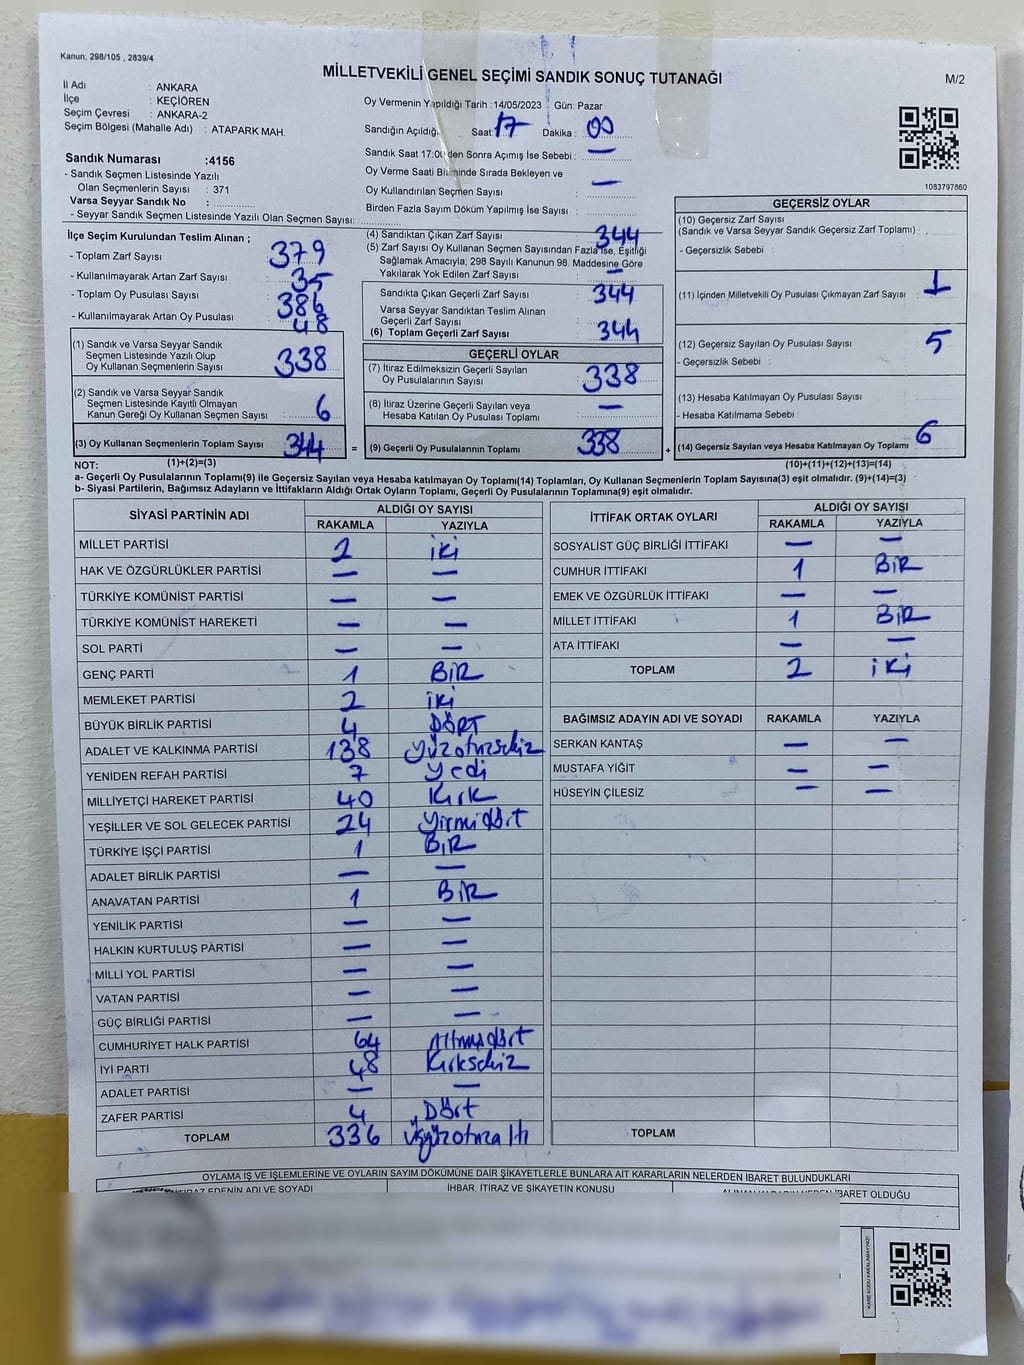 Kanun; 298/105 , 2839/4
MİLLETVEKİLİ GENEL SEÇİMİ SANDIK SONUÇ TUTANAĞI
M/2
İl Adı : ANKARA
İlçe : KEÇİÖREN
Seçim Çevresi : ANKARA-2
Seçim Bölgesi (Mahalle Adı) : ATAPARK MAH.
Oy Vermenin Yapıldığı Tarih :14/05/2023 Gün: Pazar
Sandığın Açıldığı Saat 17 Dakika : 00
Sandık Saat 17:00'den Sonra Açımış İse Sebebi : —
Oy Verme Saati Bitiminde Sırada Bekleyen ve
Oy Kullandırılan Seçmen Sayısı : —
Birden Fazla Sayım Döküm Yapılmış İse Sayısı :
1083797860
Sandık Numarası :4156
- Sandık Seçmen Listesinde Yazılı
Olan Seçmenlerin Sayısı : 371
Varsa Seyyar Sandık No :
- Seyyar Sandık Seçmen Listesinde Yazılı Olan Seçmen Sayısı:
İlçe Seçim Kurulundan Teslim Alınan ;
- Toplam Zarf Sayısı : 379
- Kullanılmayarak Artan Zarf Sayısı : 35
- Toplam Oy Pusulası Sayısı : 386
- Kullanılmayarak Artan Oy Pusulası : 48
(1) Sandık ve Varsa Seyyar Sandık
Seçmen Listesinde Yazılı Olup
Oy Kullanan Seçmenlerin Sayısı : 338
(2) Sandık ve Varsa Seyyar Sandık
Seçmen Listesinde Kayıtlı Olmayan
Kanun Gereği Oy Kullanan Seçmen Sayısı : 6
(3) Oy Kullanan Seçmenlerin Toplam Sayısı : 344
(1)+(2)=(3)
(4) Sandıktan Çıkan Zarf Sayısı : 344
(5) Zarf Sayısı Oy Kullanan Seçmen Sayısından Fazla İse, Eşitliği
Sağlamak Amacıyla; 298 Sayılı Kanunun 98. Maddesine Göre
Yakılarak Yok Edilen Zarf Sayısı : —
Sandıkta Çıkan Geçerli Zarf Sayısı : 344
Varsa Seyyar Sandıktan Teslim Alınan
Geçerli Zarf Sayısı :
(6) Toplam Geçerli Zarf Sayısı : 344
GEÇERLİ OYLAR
(7) İtiraz Edilmeksizin Geçerli Sayılan
Oy Pusulalarının Sayısı : 338
(8) İtiraz Üzerine Geçerli Sayılan veya
Hesaba Katılan Oy Pusulası Toplamı : —
= (9) Geçerli Oy Pusulalarının Toplamı : 338
GEÇERSİZ OYLAR
(10) Geçersiz Zarf Sayısı
(Sandık ve Varsa Seyyar Sandık Geçersiz Zarf Toplamı) :
- Geçersizlik Sebebi :
(11) İçinden Milletvekili Oy Pusulası Çıkmayan Zarf Sayısı : 1
(12) Geçersiz Sayılan Oy Pusulası Sayısı : 5
- Geçersizlik Sebebi :
(13) Hesaba Katılmayan Oy Pusulası Sayısı :
- Hesaba Katılmama Sebebi :
+ (14) Geçersiz Sayılan veya Hesaba Katılmayan Oy Toplamı : 6
(10)+(11)+(12)+(13)=(14)
NOT:
a- Geçerli Oy Pusulalarının Toplamı(9) ile Geçersiz Sayılan veya Hesaba katılmayan Oy Toplamı(14) Toplamları, Oy Kullanan Seçmenlerin Toplam Sayısına(3) eşit olmalıdır. (9)+(14)=(3)
b- Siyasi Partilerin, Bağımsız Adayların ve İttifakların Aldığı Ortak Oyların Toplamı, Geçerli Oy Pusulalarının Toplamına(9) eşit olmalıdır.
SİYASİ PARTİNİN ADI
ALDIĞI OY SAYISI
RAKAMLA YAZIYLA
MİLLET PARTİSİ 2 iki
HAK VE ÖZGÜRLÜKLER PARTİSİ — —
TÜRKİYE KOMÜNİST PARTİSİ — —
TÜRKİYE KOMÜNİST HAREKETİ — —
SOL PARTİ — —
GENÇ PARTİ 1 BİR
MEMLEKET PARTİSİ 2 iki
BÜYÜK BİRLİK PARTİSİ 4 DÖRT
ADALET VE KALKINMA PARTİSİ 138 yüzotuzsekiz
YENİDEN REFAH PARTİSİ 7 yedi
MİLLİYETÇİ HAREKET PARTİSİ 40 Kırk
YEŞİLLER VE SOL GELECEK PARTİSİ 24 yirmidört
TÜRKİYE İŞÇİ PARTİSİ 1 BİR
ADALET BİRLİK PARTİSİ — —
ANAVATAN PARTİSİ 1 BİR
YENİLİK PARTİSİ — —
HALKIN KURTULUŞ PARTİSİ — —
MİLLİ YOL PARTİSİ — —
VATAN PARTİSİ — —
GÜÇ BİRLİĞİ PARTİSİ — —
CUMHURİYET HALK PARTİSİ 64 Altmışdört
İYİ PARTİ 48 Kırksekiz
ADALET PARTİSİ — —
ZAFER PARTİSİ 4 Dört
TOPLAM 336 üçyüzotuzaltı
İTTİFAK ORTAK OYLARI
ALDIĞI OY SAYISI
RAKAMLA YAZIYLA
SOSYALİST GÜÇ BİRLİĞİ İTTİFAKI — —
CUMHUR İTTİFAKI 1 BİR
EMEK VE ÖZGÜRLÜK İTTİFAKI — —
MİLLET İTTİFAKI 1 BİR
ATA İTTİFAKI — —
TOPLAM 2 iki
BAĞIMSIZ ADAYIN ADI VE SOYADI RAKAMLA YAZIYLA
SERKAN KANTAŞ — —
MUSTAFA YİĞİT — —
HÜSEYİN ÇİLESİZ — —
TOPLAM
OYLAMA İŞ VE İŞLEMLERİNE VE OYLARIN SAYIM DÖKÜMÜNE DAİR ŞİKAYETLERLE BUNLARA AİT KARARLARIN NELERDEN İBARET BULUNDUKLARI
İTİRAZ EDENİN ADI VE SOYADI
İHBAR, İTİRAZ VE ŞİKAYETİN KONUSU
İBARET OLDUĞU